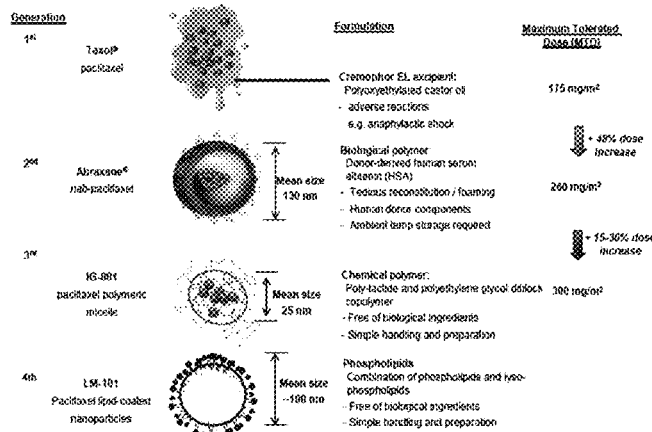 Generation
Formulation
Maximum Tolerated
Dose (MTD)
1st
Taxol®
paclitaxel
Cremophor EL excipient:
Polyoxyethylated castor oil
- adverse reactions
e.g. anaphylactic shock
175 mg/m²
+ 48% dose
increase
2nd
Abraxane®
nab-paclitaxel
Mean size
130 nm
Biological polymer
Donor-derived human serum
albumin (HSA)
- Tedious reconstitution / foaming
- Human donor components
- Ambient temp storage required
260 mg/m²
+ 15-30% dose
increase
3rd
paclitaxel polymeric
micelle
Mean size
25 nm
Chemical polymer:
Poly-lactide and polyethylene glycol diblock
copolymer
- Free of biological ingredients
- Simple handling and preparation
300 mg/m²
4th
LM-101
Paclitaxel lipid-coated
nanoparticles
Mean size
Phospholipids
Combination of phospholipids and lyso-
phospholipids
- Free of biological ingredients
- Simple handling and preparation